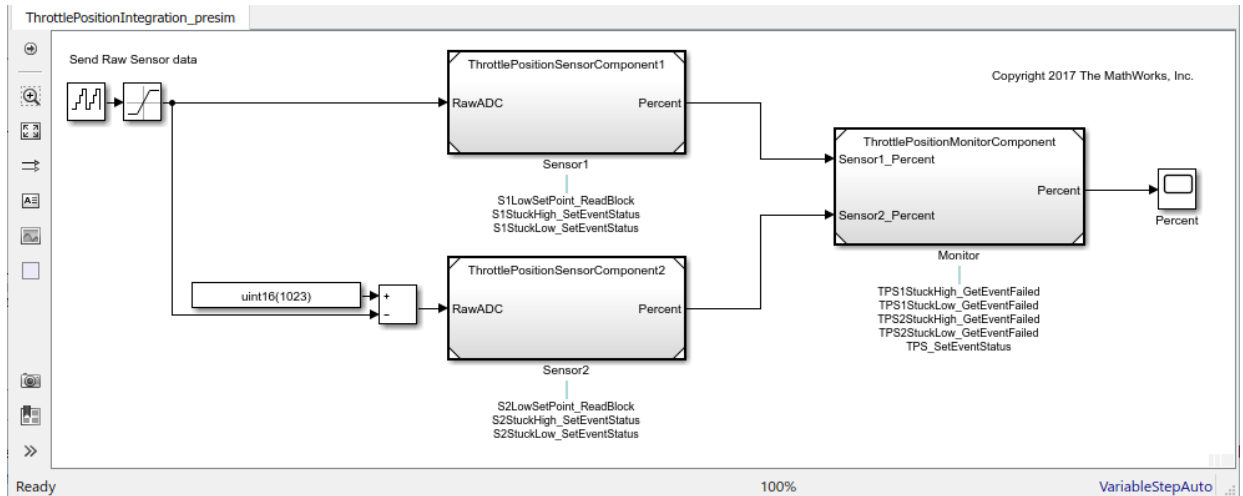 ThrottlePositionIntegration_presim
Send Raw Sensor data
Copyright 2017 The MathWorks, Inc.
ThrottlePositionSensorComponent1
RawADC
Percent
Sensor1
S1LowSetPoint_ReadBlock
S1StuckHigh_SetEventStatus
S1StuckLow_SetEventStatus
ThrottlePositionMonitorComponent
Sensor1_Percent
Percent
Sensor2_Percent
Percent
Monitor
TPS1StuckHigh_GetEventFailed
TPS1StuckLow_GetEventFailed
TPS2StuckHigh_GetEventFailed
TPS2StuckLow_GetEventFailed
TPS_SetEventStatus
uint16(1023)
+
−
ThrottlePositionSensorComponent2
RawADC
Percent
Sensor2
S2LowSetPoint_ReadBlock
S2StuckHigh_SetEventStatus
S2StuckLow_SetEventStatus
Ready
100%
VariableStepAuto